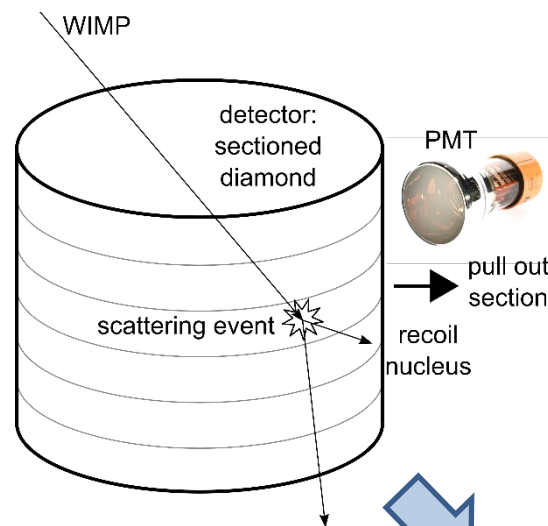 WIMP
detector:
sectioned
diamond
PMT
pull out
section
scattering event
recoil
nucleus